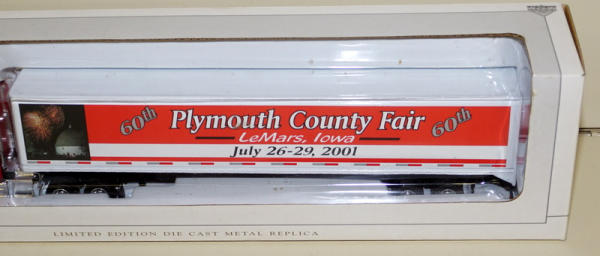 60th Plymouth County Fair 60th
LeMars, Iowa
July 26-29, 2001
LIMITED EDITION DIE CAST METAL REPLICA